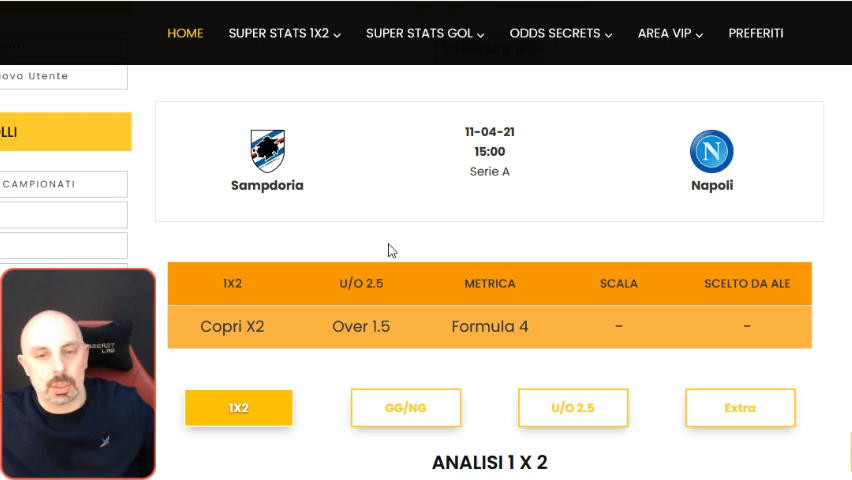 HOME SUPER STATS 1X2 SUPER STATS GOL ODDS SECRETS AREA VIP PREFERITI
uovo Utente
LLI
CAMPIONATI
11-04-21
15:00
Serie A
Sampdoria
N
Napoli
1X2 U/O 2.5 METRICA SCALA SCELTO DA ALE
Copri X2 Over 1.5 Formula 4 - -
1X2 GG/NG U/O 2.5 Extra
ANALISI 1 X 2